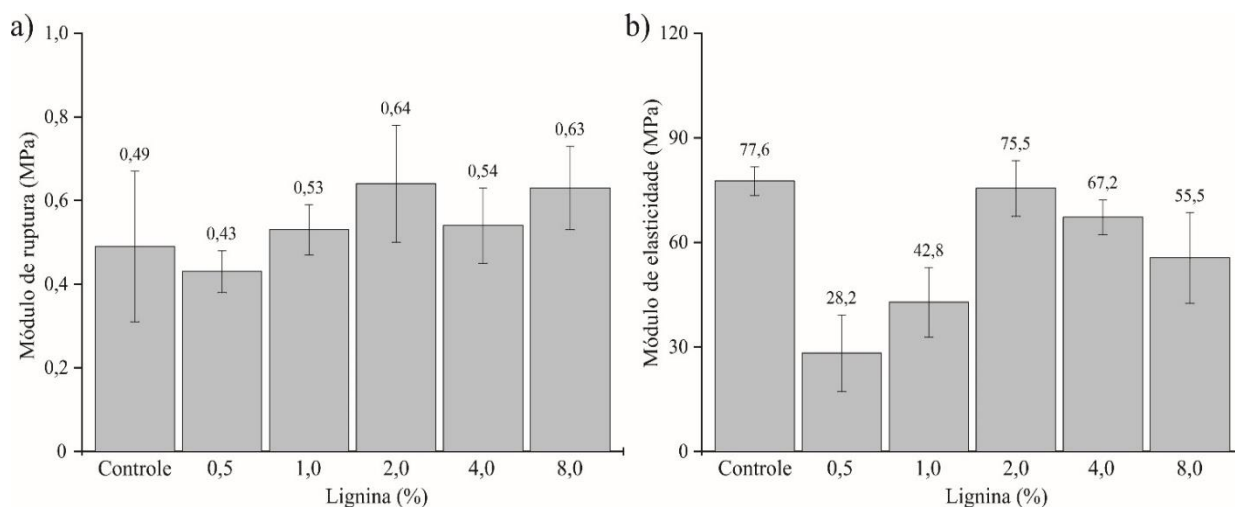 a)
Módulo de ruptura (MPa)
1,0
0,8
0,6
0,4
0,2
0
0,49
0,43
0,53
0,64
0,54
0,63
Controle 0,5 1,0 2,0 4,0 8,0
Lignina (%)
b)
Módulo de elasticidade (MPa)
120
90
60
30
0
77,6
28,2
42,8
75,5
67,2
55,5
Controle 0,5 1,0 2,0 4,0 8,0
Lignina (%)